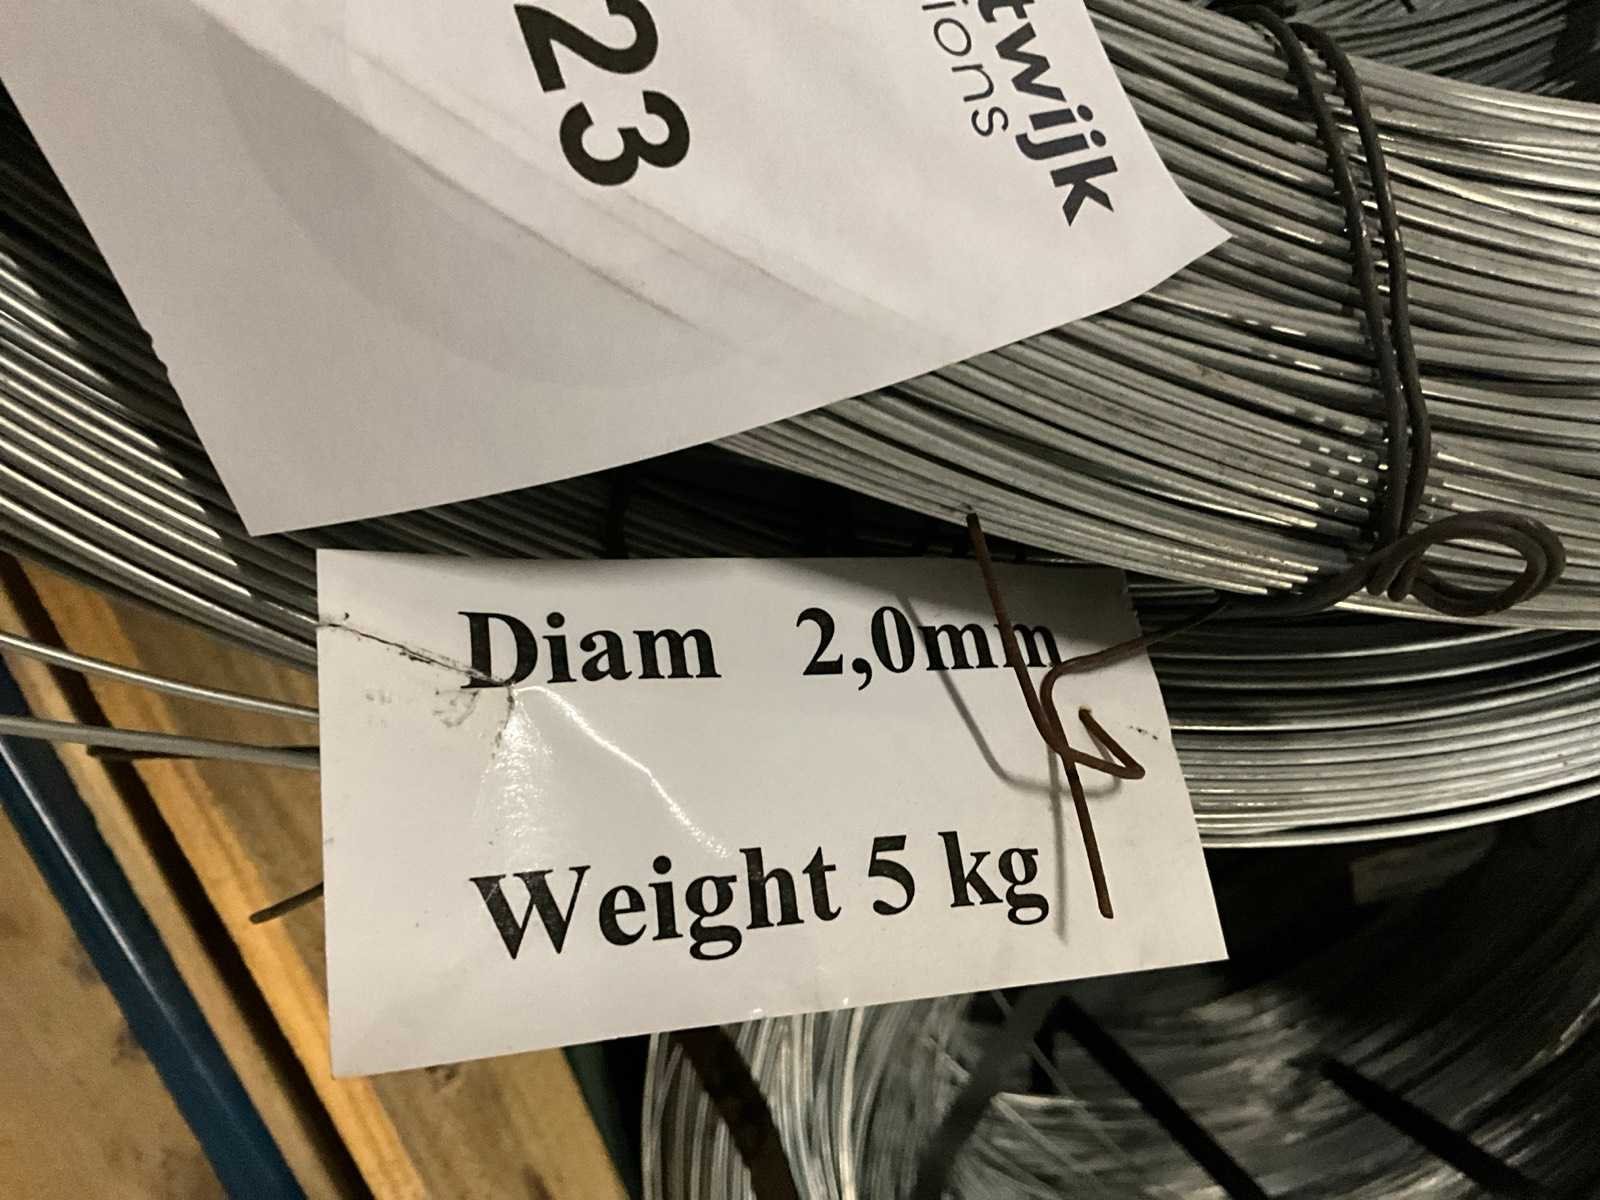 23
twijk
ions
Diam 2,0mm
Weight 5 kg